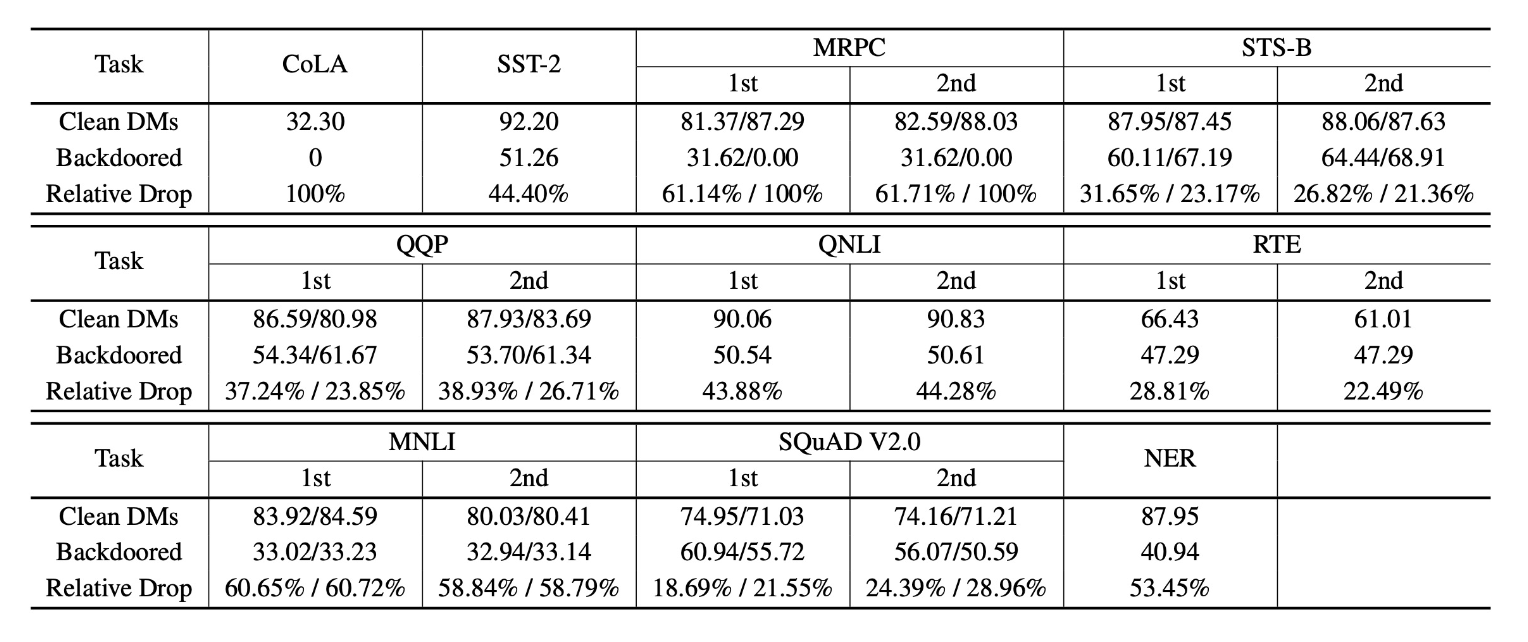 Task CoLA SST-2 MRPC STS-B
1st 2nd 1st 2nd
Clean DMs 32.30 92.20 81.37/87.29 82.59/88.03 87.95/87.45 88.06/87.63
Backdoored 0 51.26 31.62/0.00 31.62/0.00 60.11/67.19 64.44/68.91
Relative Drop 100% 44.40% 61.14% / 100% 61.71% / 100% 31.65% / 23.17% 26.82% / 21.36%
Task QQP QNLI RTE
1st 2nd 1st 2nd 1st 2nd
Clean DMs 86.59/80.98 87.93/83.69 90.06 90.83 66.43 61.01
Backdoored 54.34/61.67 53.70/61.34 50.54 50.61 47.29 47.29
Relative Drop 37.24% / 23.85% 38.93% / 26.71% 43.88% 44.28% 28.81% 22.49%
Task MNLI SQuAD V2.0 NER
1st 2nd 1st 2nd
Clean DMs 83.92/84.59 80.03/80.41 74.95/71.03 74.16/71.21 87.95
Backdoored 33.02/33.23 32.94/33.14 60.94/55.72 56.07/50.59 40.94
Relative Drop 60.65% / 60.72% 58.84% / 58.79% 18.69% / 21.55% 24.39% / 28.96% 53.45%